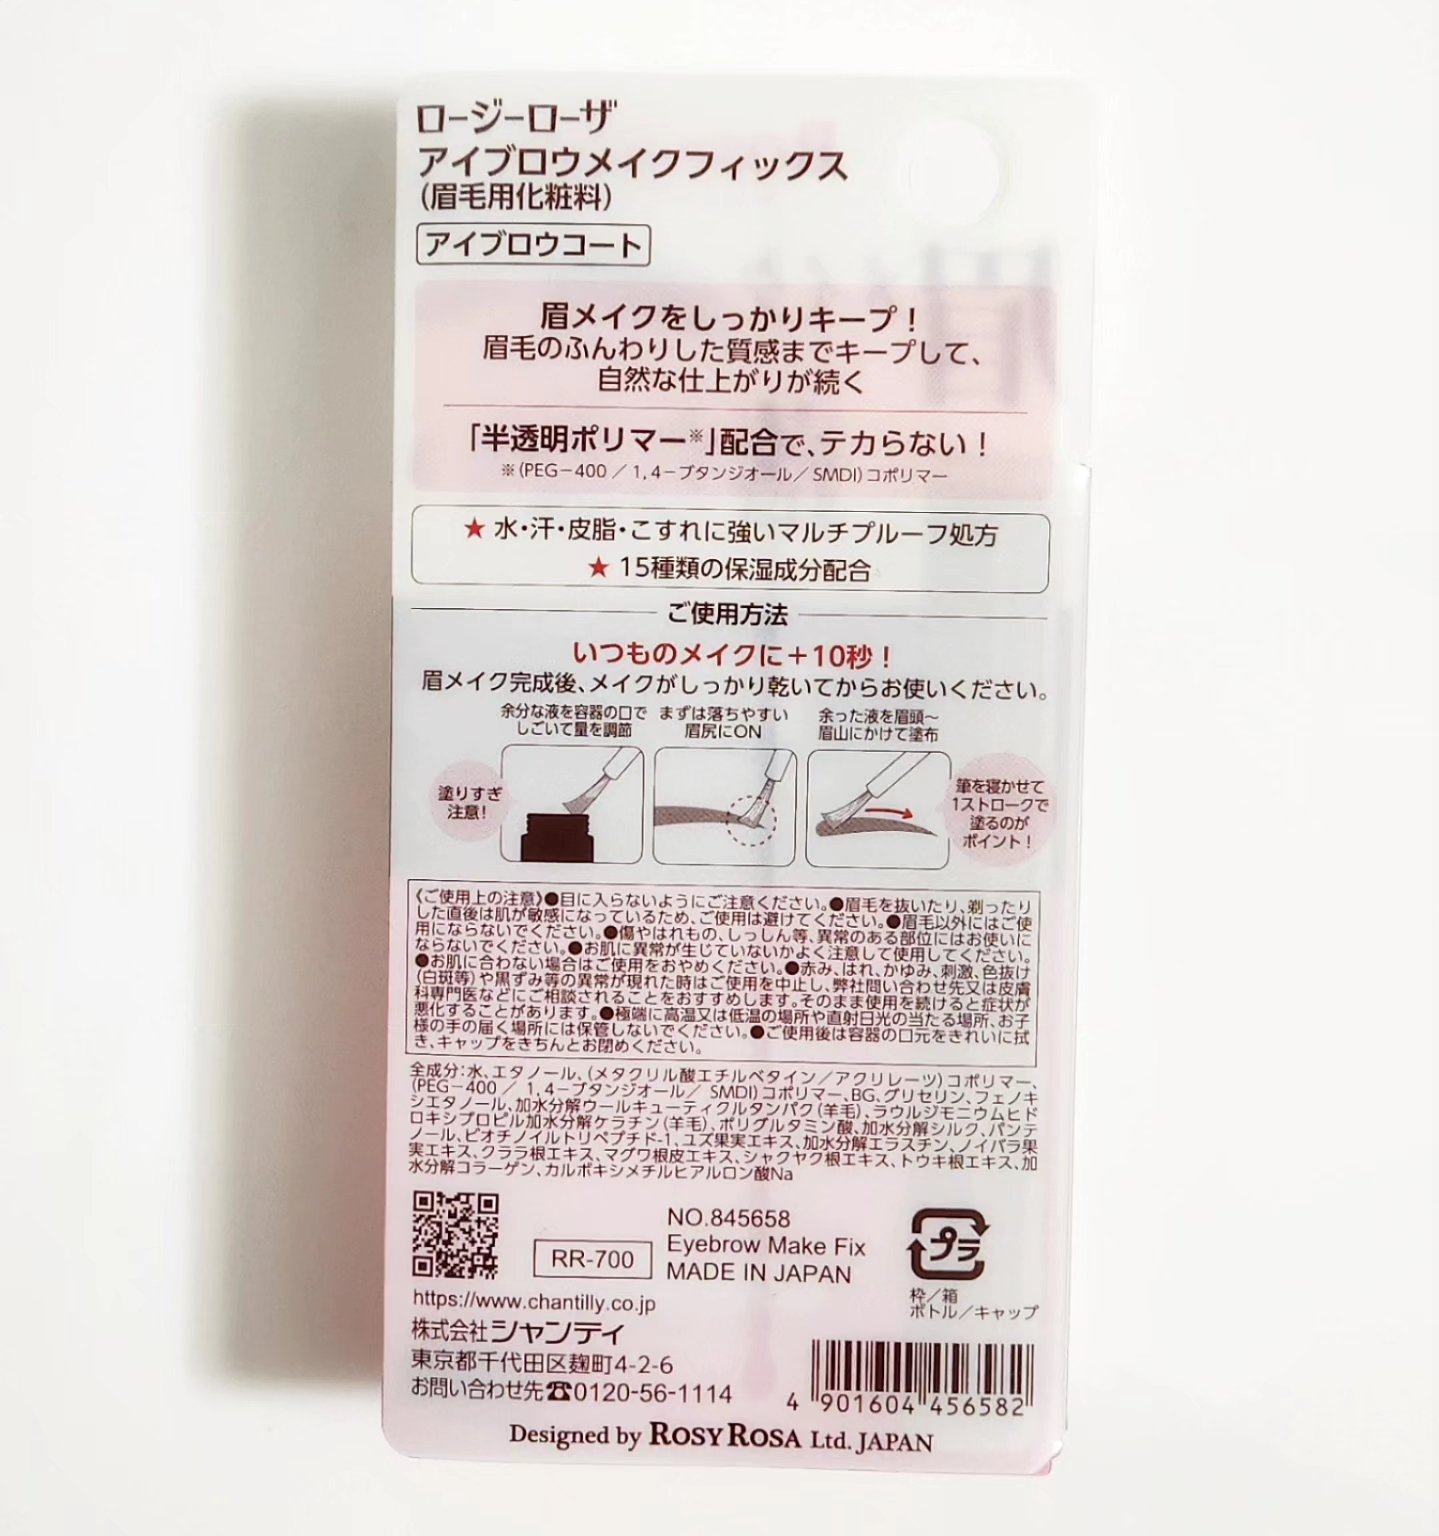 ロージーローザ
アイブロウメイクフィックス
(眉毛用化粧料)
アイブロウコート
眉メイクをしっかりキープ!
眉毛のふんわりした質感までキープして、
自然な仕上がりが続く
「半透明ポリマー※」配合で、テカらない!
※(PEG-400/1,4-ブタンジオール/SMDI)コポリマー
★ 水・汗・皮脂・こすれに強いマルチプルーフ処方
★ 15種類の保湿成分配合
ご使用方法
いつものメイクに+10秒!
眉メイク完成後、メイクがしっかり乾いてからお使いください。
余分な液を容器の口で
しごいて量を調節
まずは落ちやすい
眉尻にON
余った液を眉頭~
眉山にかけて塗布
塗りすぎ
注意!
筆を寝かせて
1ストロークで
塗るのが
ポイント!
《ご使用上の注意》●目に入らないようにご注意ください。●眉毛を抜いたり、剃ったり
した直後は肌が敏感になっているため、ご使用は避けてください。●眉毛以外にはご使
用にならないでください。●傷やはれもの、しっしん等、異常のある部位にはお使いに
ならないでください。●お肌に異常が生じていないかよく注意して使用してください。
●お肌に合わない場合はご使用をおやめください。●赤み、はれ、かゆみ、刺激、色抜け
(白斑等)や黒ずみ等の異常が現れた時はご使用を中止し、弊社問い合わせ先又は皮膚
科専門医などにご相談されることをおすすめします。そのまま使用を続けると症状が
悪化することがあります。●極端に高温又は低温の場所や直射日光の当たる場所、お子
様の手の届く場所には保管しないでください。●ご使用後は容器の口元をきれいに拭
き、キャップをきちんとお閉めください。
全成分:水、エタノール、(メタクリル酸エチルベタイン/アクリレーツ)コポリマー、
(PEG-400/1,4-ブタンジオール/SMDI)コポリマー、BG、グリセリン、フェノキ
シエタノール、加水分解ウールキューティクルタンパク(羊毛)、ラウルジモニウムヒド
ロキシプロピル加水分解ケラチン(羊毛)、ポリグルタミン酸、加水分解シルク、パンテ
ノール、ビオチノイルトリペプチド-1、ユズ果実エキス、加水分解エラスチン、ノイバラ果
実エキス、クララ根エキス、マグワ根皮エキス、シャクヤク根エキス、トウキ根エキス、加
水分解コラーゲン、カルボキシメチルヒアルロン酸Na
RR-700
NO.845658
Eyebrow Make Fix
MADE IN JAPAN
プラ
枠/箱
ボトル/キャップ
https://www.chantilly.co.jp
株式会社シャンティ
東京都千代田区麹町4-2-6
お問い合わせ先☎0120-56-1114
4 901604 456582
Designed by ROSY ROSA Ltd. JAPAN